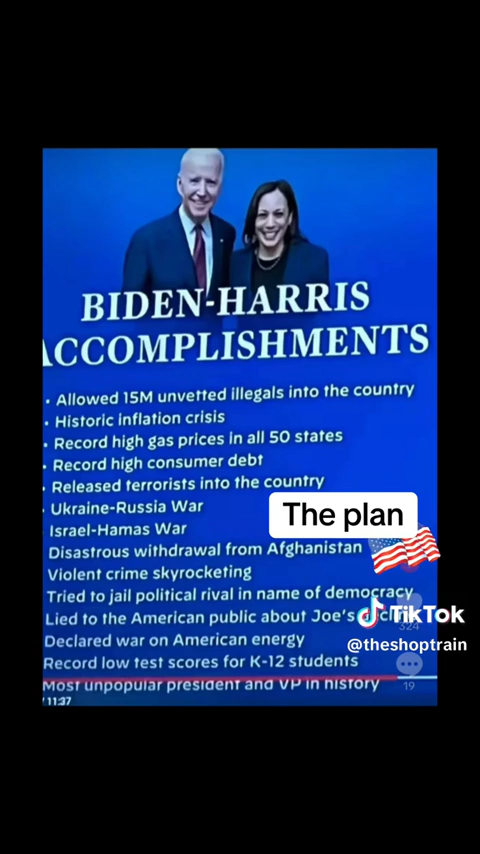 BIDEN-HARRIS
ACCOMPLISHMENTS
• Allowed 15M unvetted illegals into the country
• Historic inflation crisis
• Record high gas prices in all 50 states
• Record high consumer debt
• Released terrorists into the country
• Ukraine-Russia War
Israel-Hamas War
The plan
Disastrous withdrawal from Afghanistan
Violent crime skyrocketing
Tried to jail political rival in name of democracy
Lied to the American public about Joe's
TikTok
324
Declared war on American energy
@theshoptrain
Record low test scores for K-12 students
Most unpopular president and VP in history
19
/ 11:37